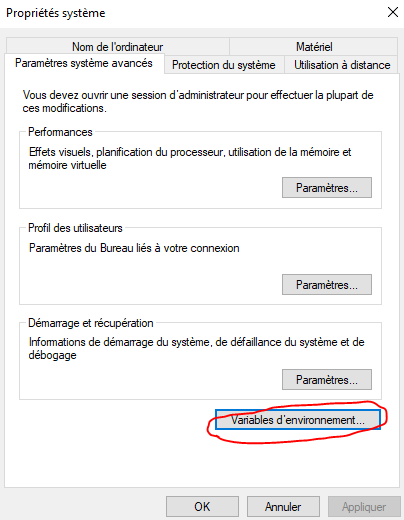 Propriétés système
Nom de l'ordinateur
Matériel
Paramètres système avancés
Protection du système
Utilisation à distance
Vous devez ouvrir une session d'administrateur pour effectuer la plupart de
ces modifications.
Performances
Effets visuels, planification du processeur, utilisation de la mémoire et
mémoire virtuelle
Paramètres...
Profil des utilisateurs
Paramètres du Bureau liés à votre connexion
Paramètres...
Démarrage et récupération
Informations de démarrage du système, de défaillance du système et de
débogage
Paramètres...
Variables d'environnement...
OK
Annuler
Appliquer